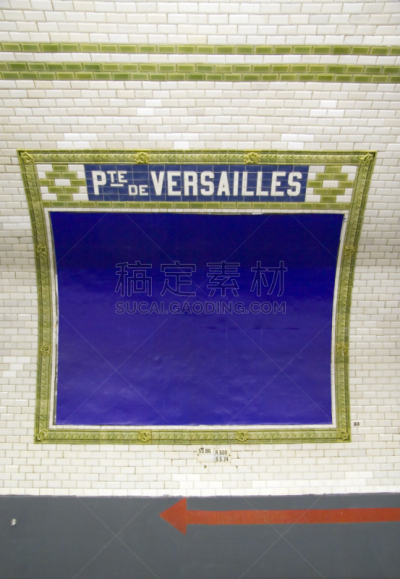 PTE DE VERSAILLES
稿定素材
SUCAI.GAODING.COM